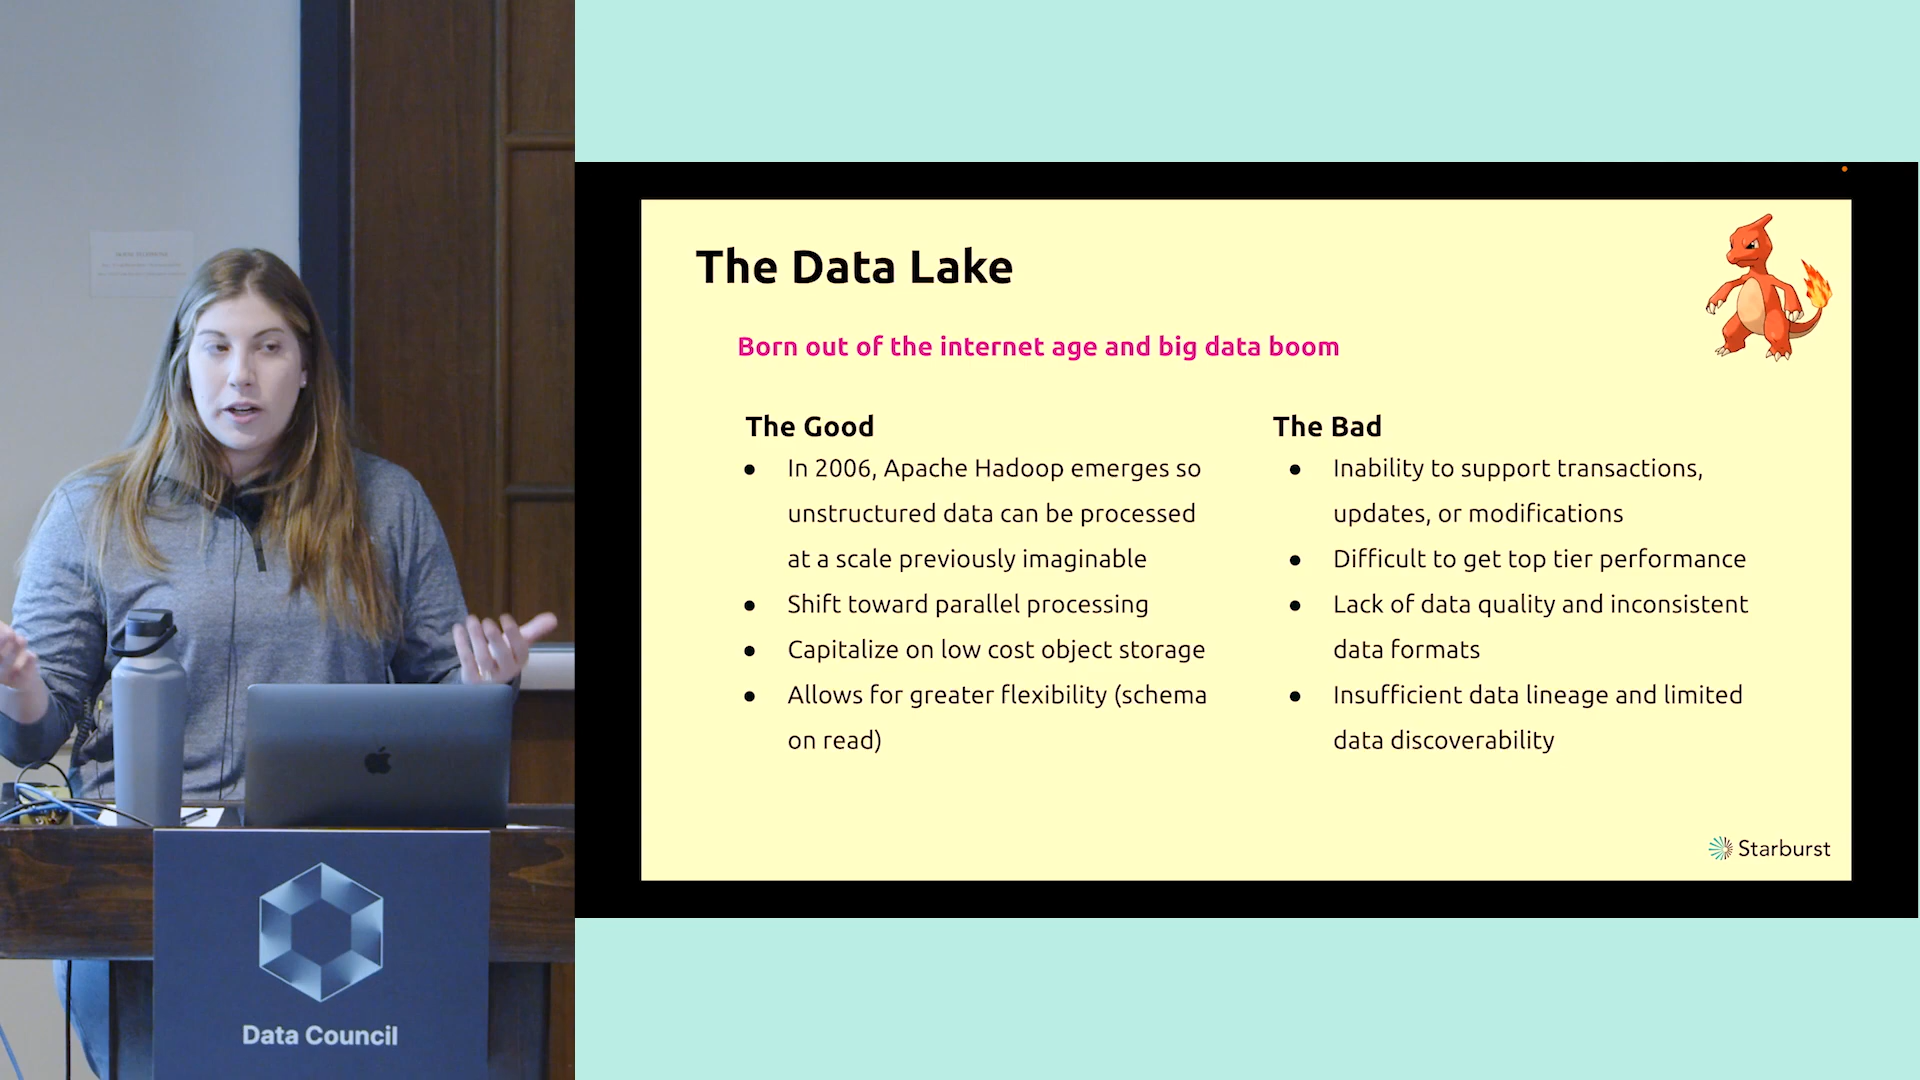 The Data Lake
Born out of the internet age and big data boom
The Good
● In 2006, Apache Hadoop emerges so
unstructured data can be processed
at a scale previously imaginable
● Shift toward parallel processing
● Capitalize on low cost object storage
● Allows for greater flexibility (schema
on read)
The Bad
● Inability to support transactions,
updates, or modifications
● Difficult to get top tier performance
● Lack of data quality and inconsistent
data formats
● Insufficient data lineage and limited
data discoverability
Starburst
Data Council